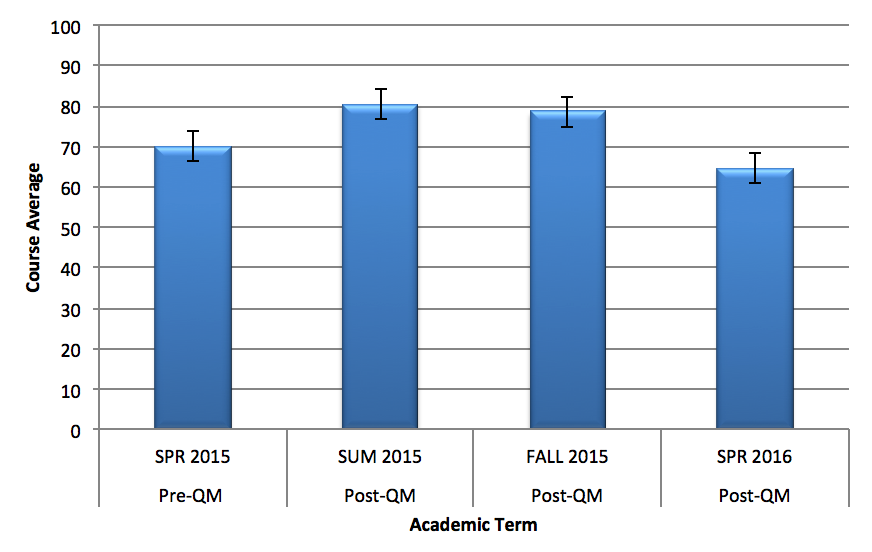 100
90
80
70
60
50
40
30
20
10
0
Course Average
SPR 2015 SUM 2015 FALL 2015 SPR 2016
Pre-QM Post-QM Post-QM Post-QM
Academic Term